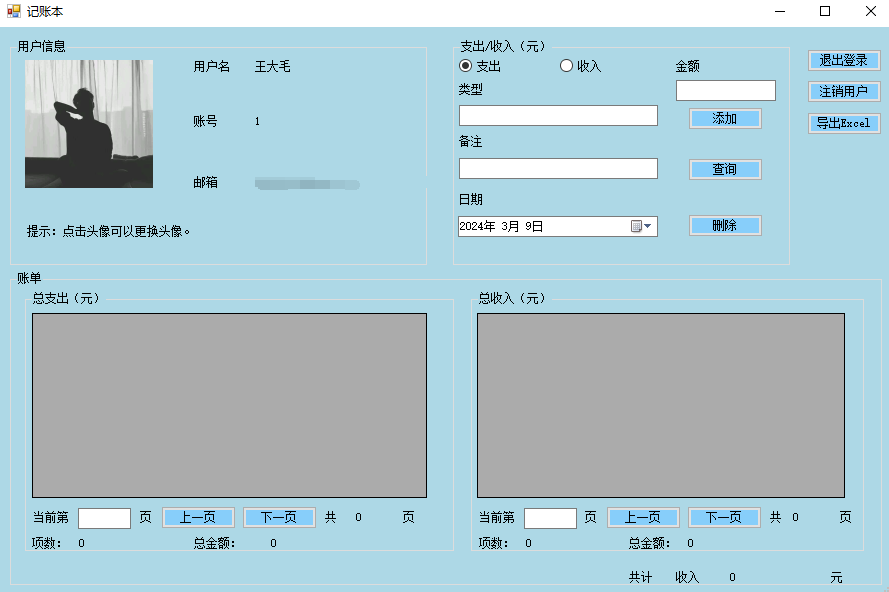 记账本
用户信息
用户名 王大毛
账号 1
邮箱
提示：点击头像可以更换头像。
支出/收入（元）
支出 收入 金额
类型
添加
备注
查询
日期
2024年 3月 9日
删除
退出登录
注销用户
导出Excel
账单
总支出（元）
当前第 页 上一页 下一页 共 0 页
项数： 0 总金额： 0
总收入（元）
当前第 页 上一页 下一页 共 0 页
项数： 0 总金额： 0
共计 收入 0 元